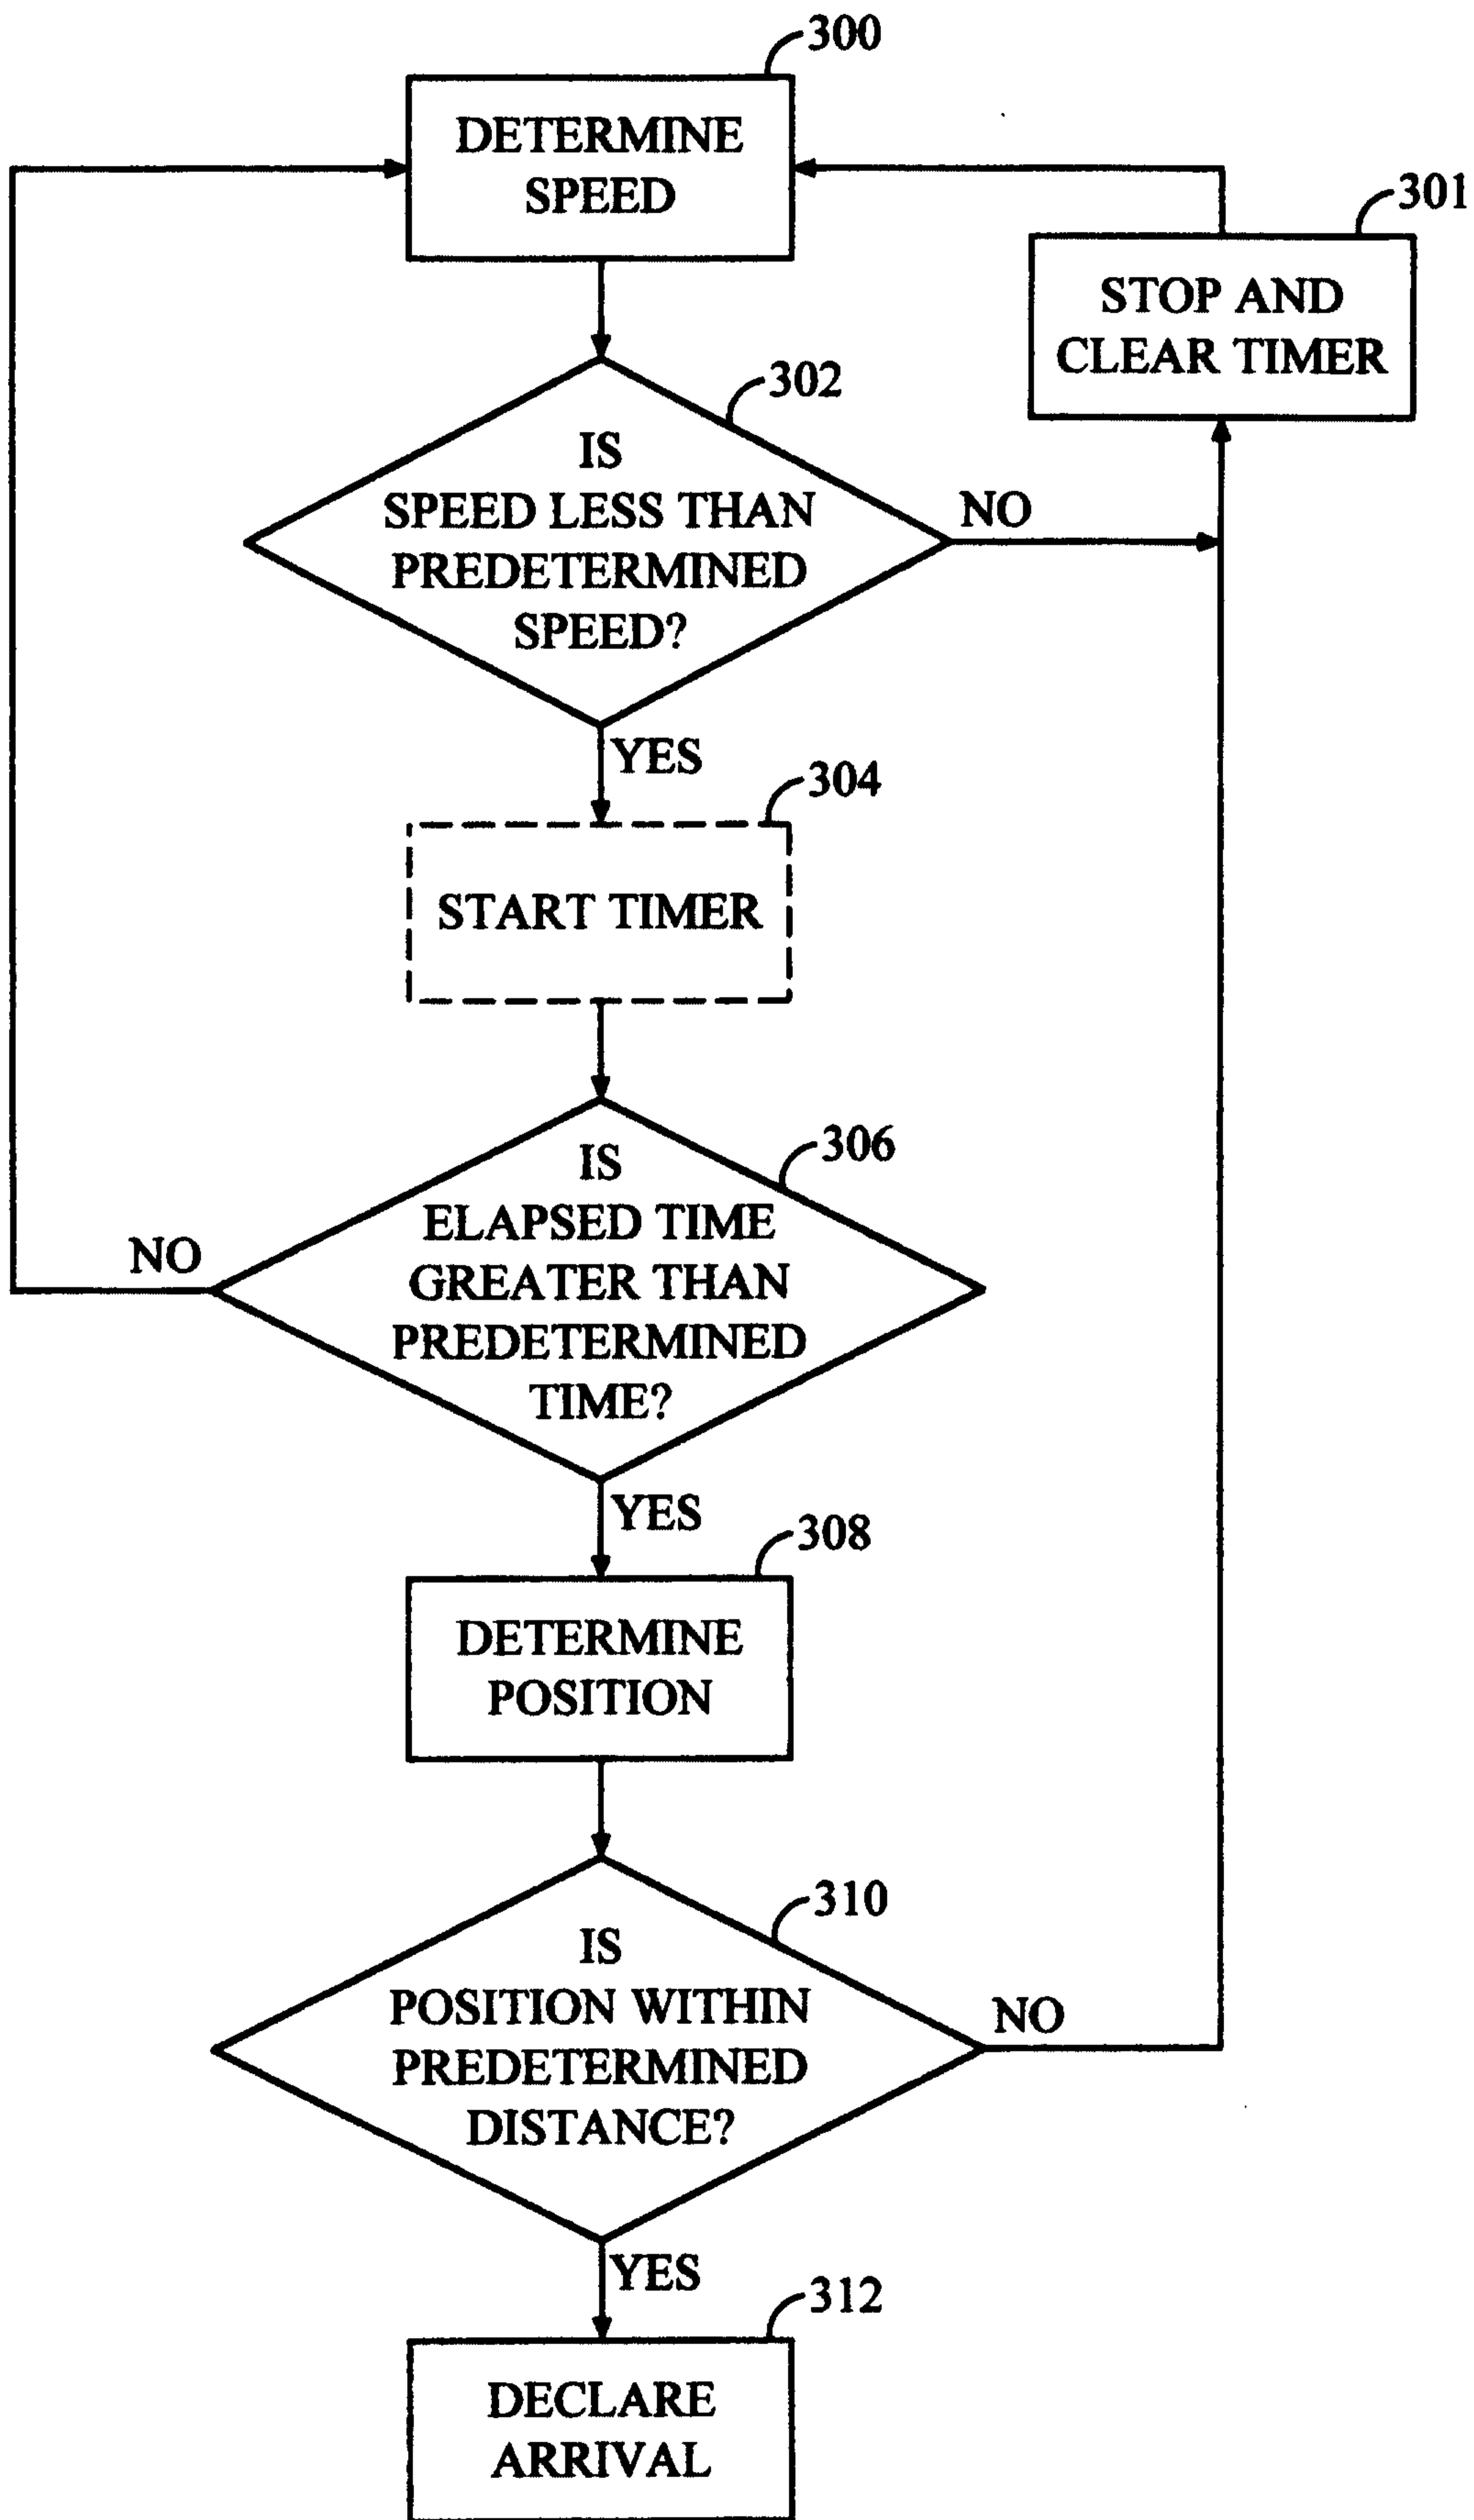 300
DETERMINE
SPEED
301
STOP AND
CLEAR TIMER
302
IS
SPEED LESS THAN
PREDETERMINED
SPEED?
NO
YES
304
START TIMER
306
IS
ELAPSED TIME
GREATER THAN
PREDETERMINED
TIME?
NO
YES
308
DETERMINE
POSITION
310
IS
POSITION WITHIN
PREDETERMINED
DISTANCE?
NO
YES
312
DECLARE
ARRIVAL